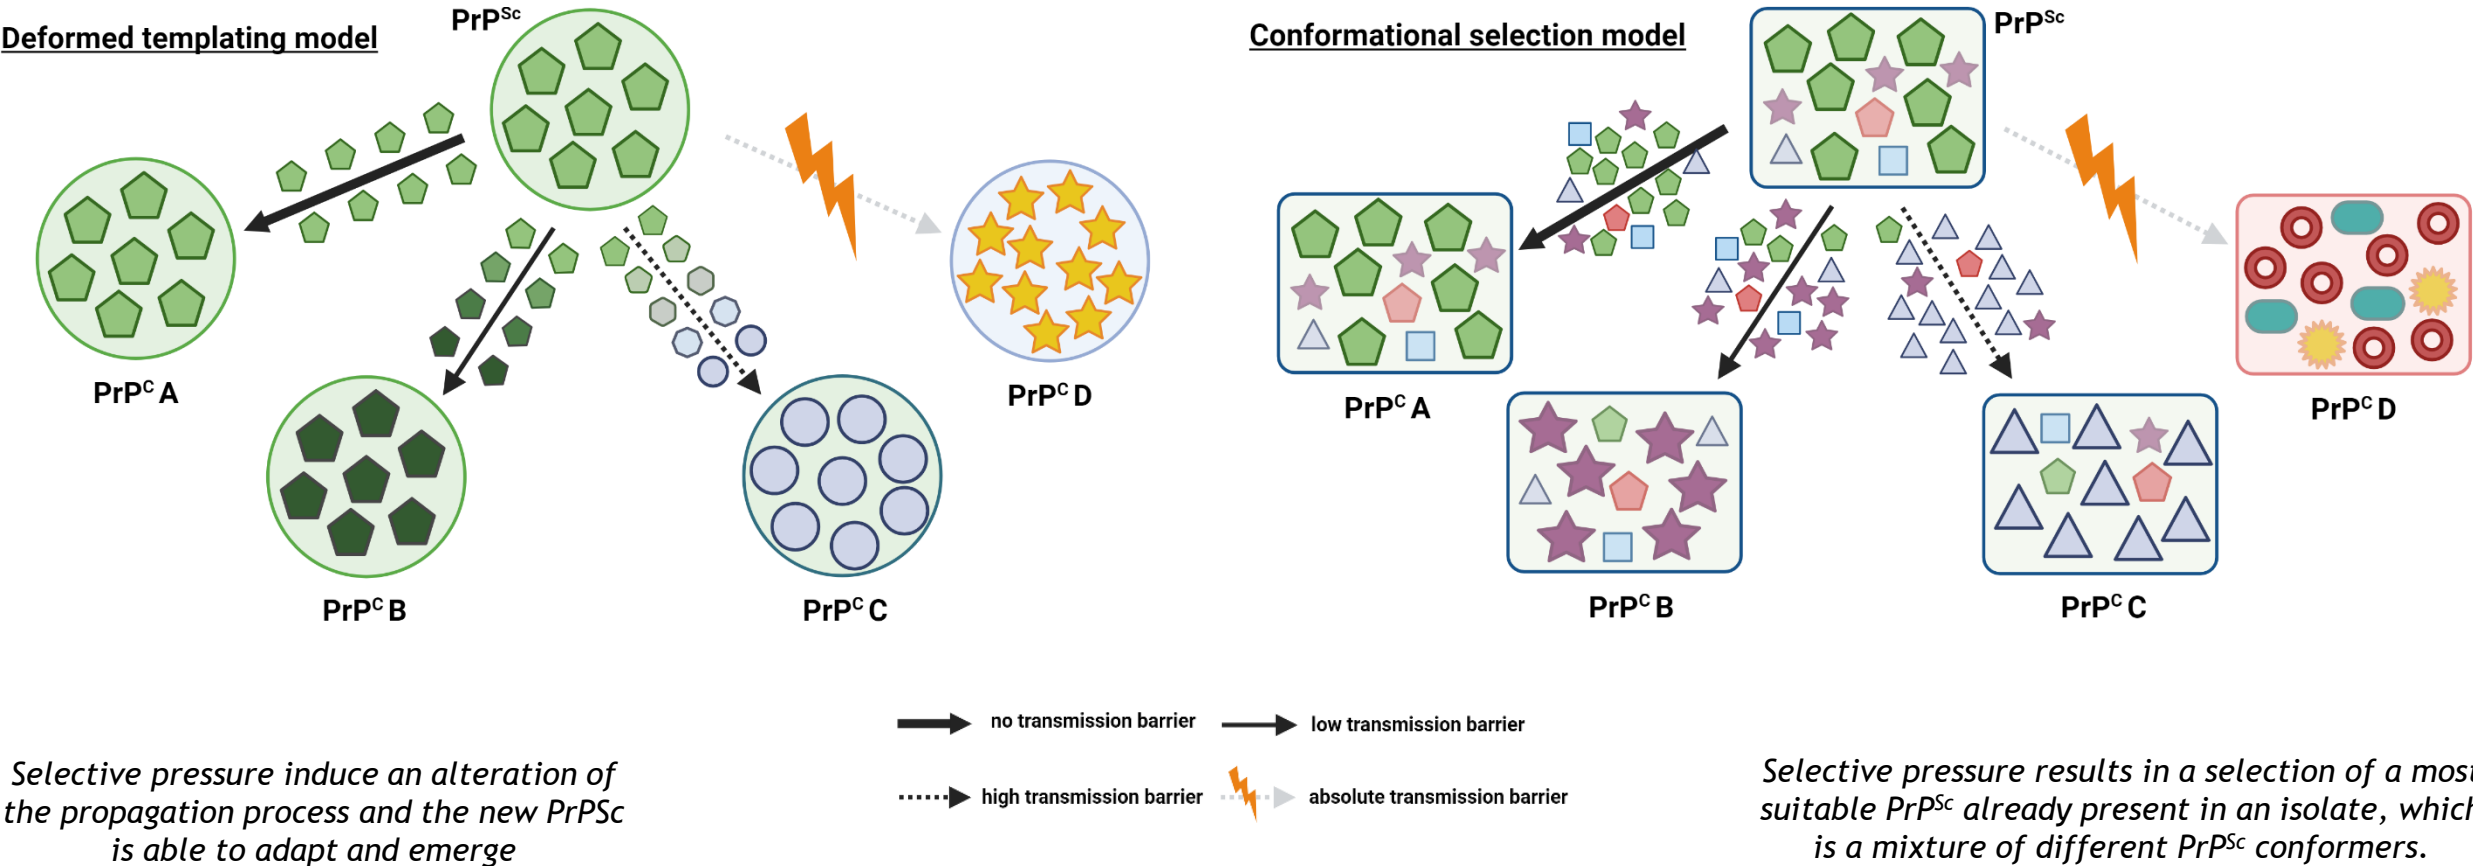 Deformed templating model
PrPSc
PrPC A
PrPC B
PrPC C
PrPC D
Selective pressure induce an alteration of
the propagation process and the new PrPSc
is able to adapt and emerge
Conformational selection model
PrPSc
PrPC A
PrPC B
PrPC C
PrPC D
no transmission barrier
low transmission barrier
high transmission barrier
absolute transmission barrier
Selective pressure results in a selection of a most
suitable PrPSc already present in an isolate, which
is a mixture of different PrPSc conformers.